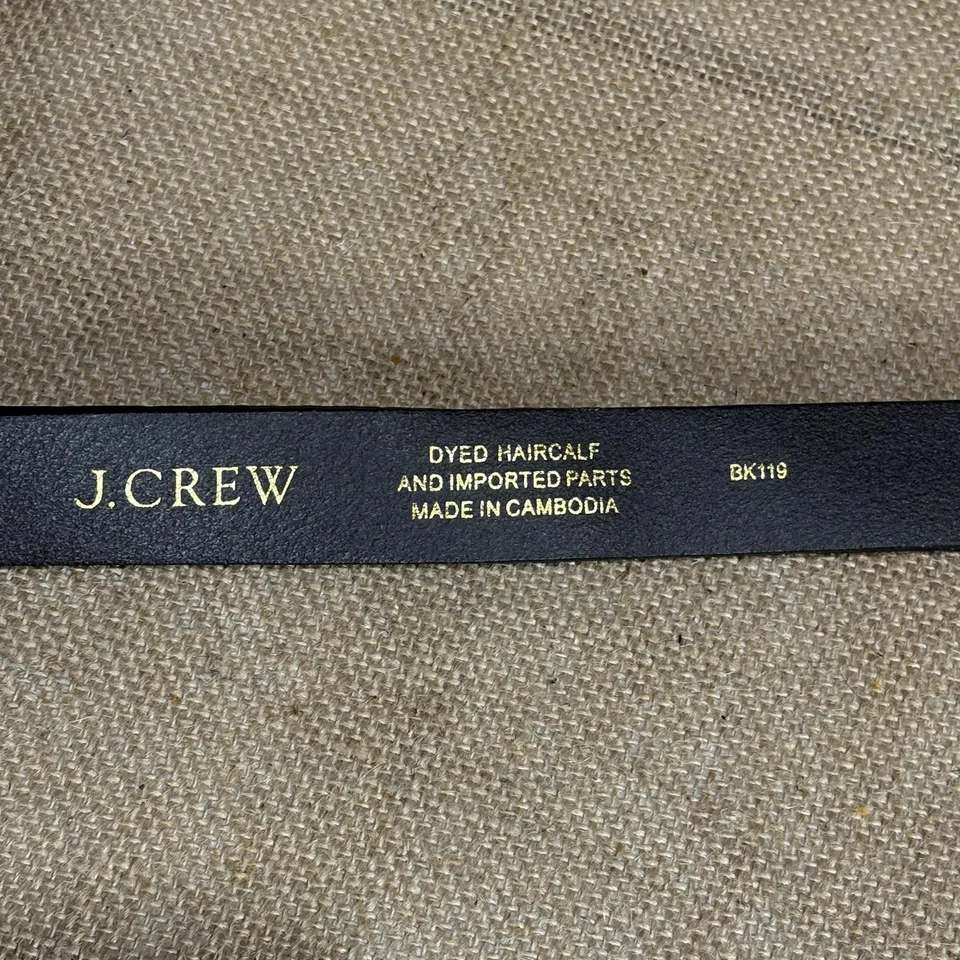 J.CREW
DYED HAIRCALF
AND IMPORTED PARTS
MADE IN CAMBODIA
BK119